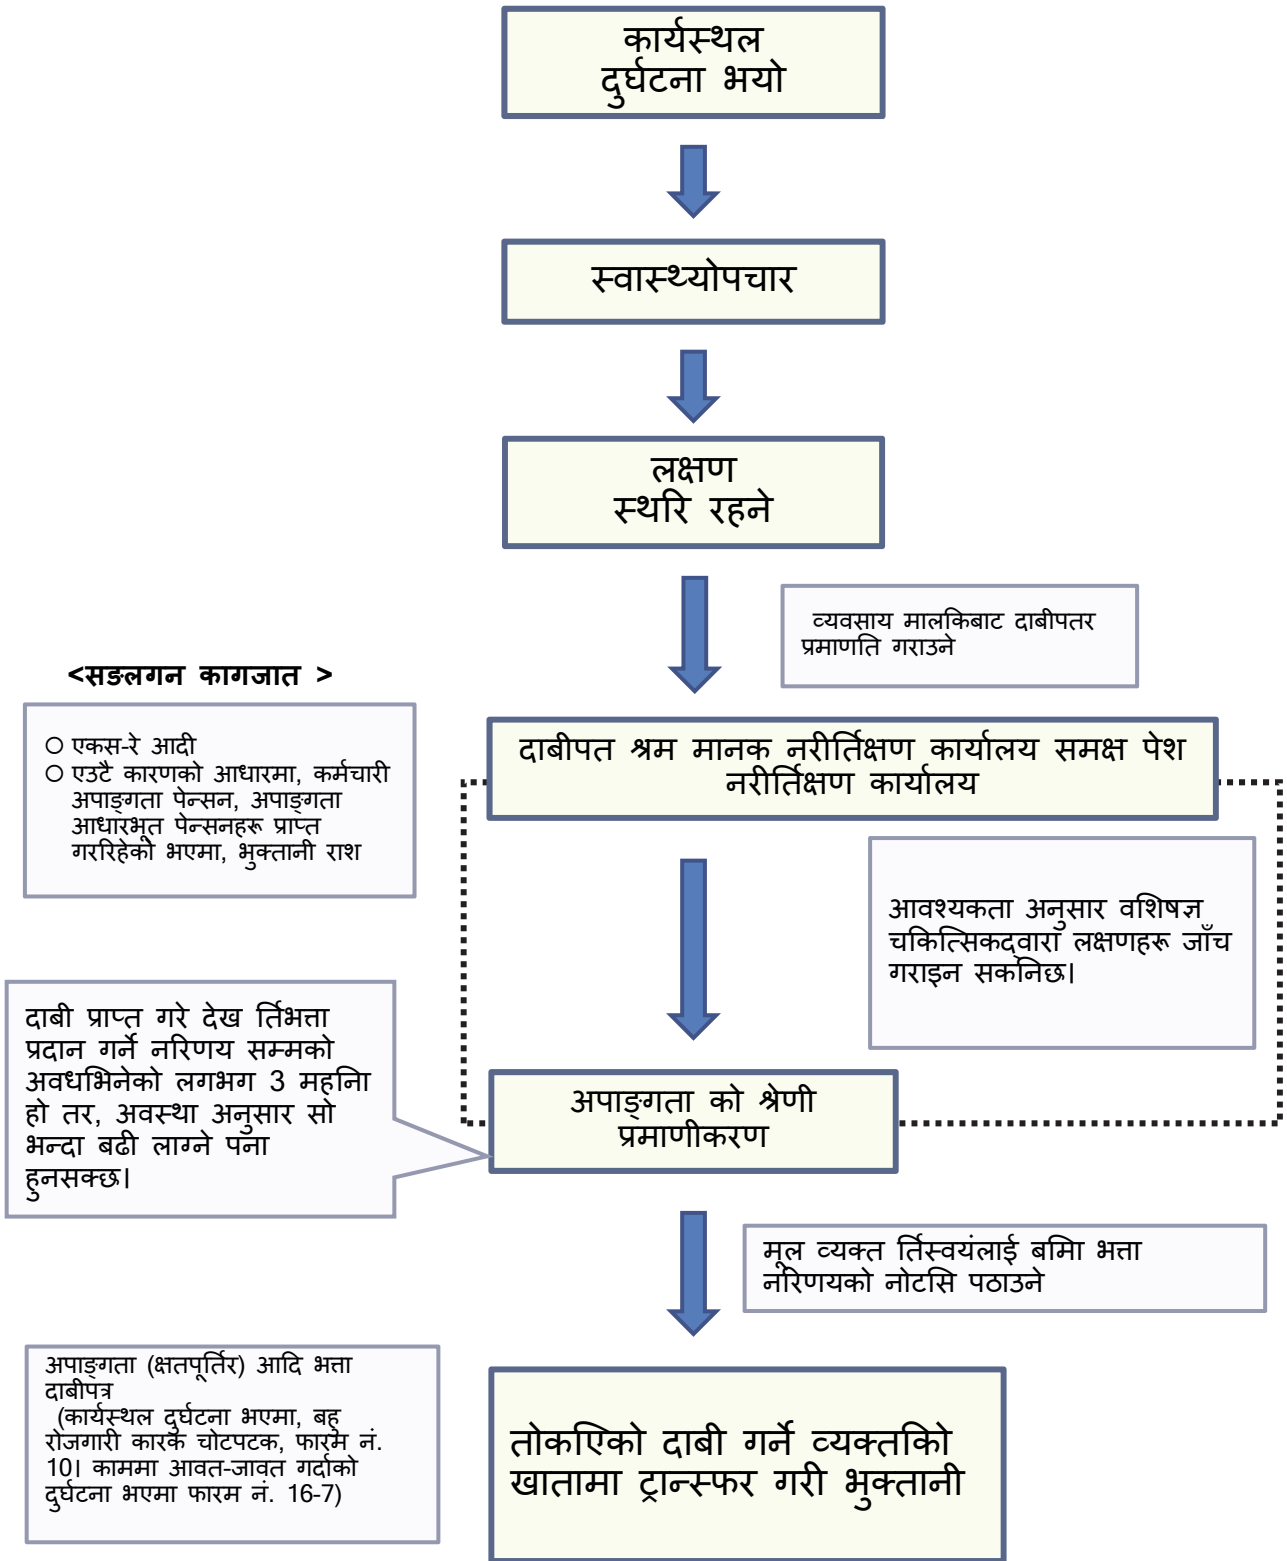 कार्यस्थल
दुर्घटना भयो
स्वास्थ्योपचार
लक्षण
स्थरि रहने
व्यवसाय मालकिबाट दाबीपतर
प्रमाणति गराउने
<सङलगन कागजात >
○ एकस-रे आदी
○ एउटै कारणको आधारमा, कर्मचारी
अपाङ्गता पेन्सन, अपाङ्गता
आधारभूत पेन्सनहरू प्राप्त
गररिहेको भएमा, भुक्तानी राश
दाबीपत श्रम मानक नरीर्तिक्षण कार्यालय समक्ष पेश
नरीर्तिक्षण कार्यालय
आवश्यकता अनुसार वशिषज्ञ
चकित्सिकद्वारा लक्षणहरू जाँच
गराइन सकनिछ।
दाबी प्राप्त गरे देख र्तिभत्ता
प्रदान गर्ने नरिणय सम्मको
अवधभिनेको लगभग 3 महनिा
हो तर, अवस्था अनुसार सो
भन्दा बढी लाग्ने पना
हुनसक्छ।
अपाङ्गता को श्रेणी
प्रमाणीकरण
मूल व्यक्त र्तिस्वयंलाई बमिा भत्ता
नरिणयको नोटसि पठाउने
अपाङ्गता (क्षतपूर्तिर) आदि भत्ता
दाबीपत्र
(कार्यस्थल दुर्घटना भएमा, बहु
रोजगारी कारक चोटपटक, फारम नं.
10। काममा आवत-जावत गर्दाको
दुर्घटना भएमा फारम नं. 16-7)
तोकएिको दाबी गर्ने व्यक्तकिो
खातामा ट्रान्स्फर गरी भुक्तानी